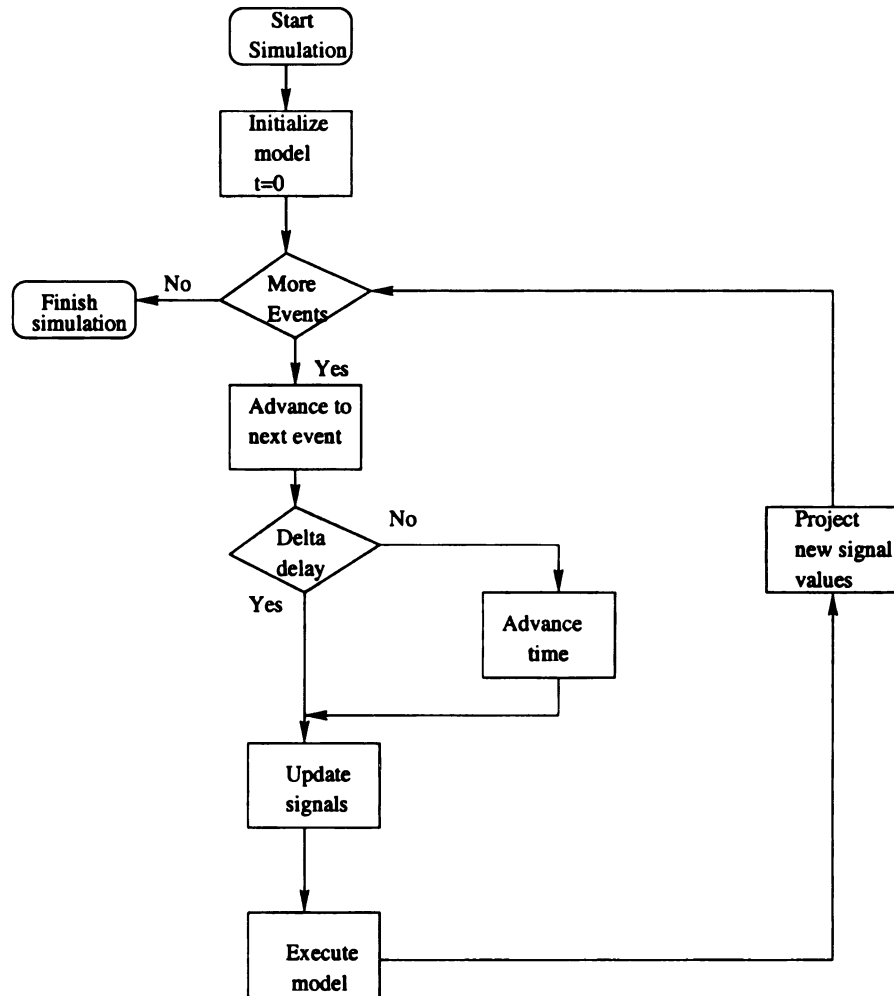 Start
Simulation
Initialize
model
t=0
More
Events
No
Finish
simulation
Yes
Advance to
next event
Delta
delay
No
Yes
Advance
time
Project
new signal
values
Update
signals
Execute
model